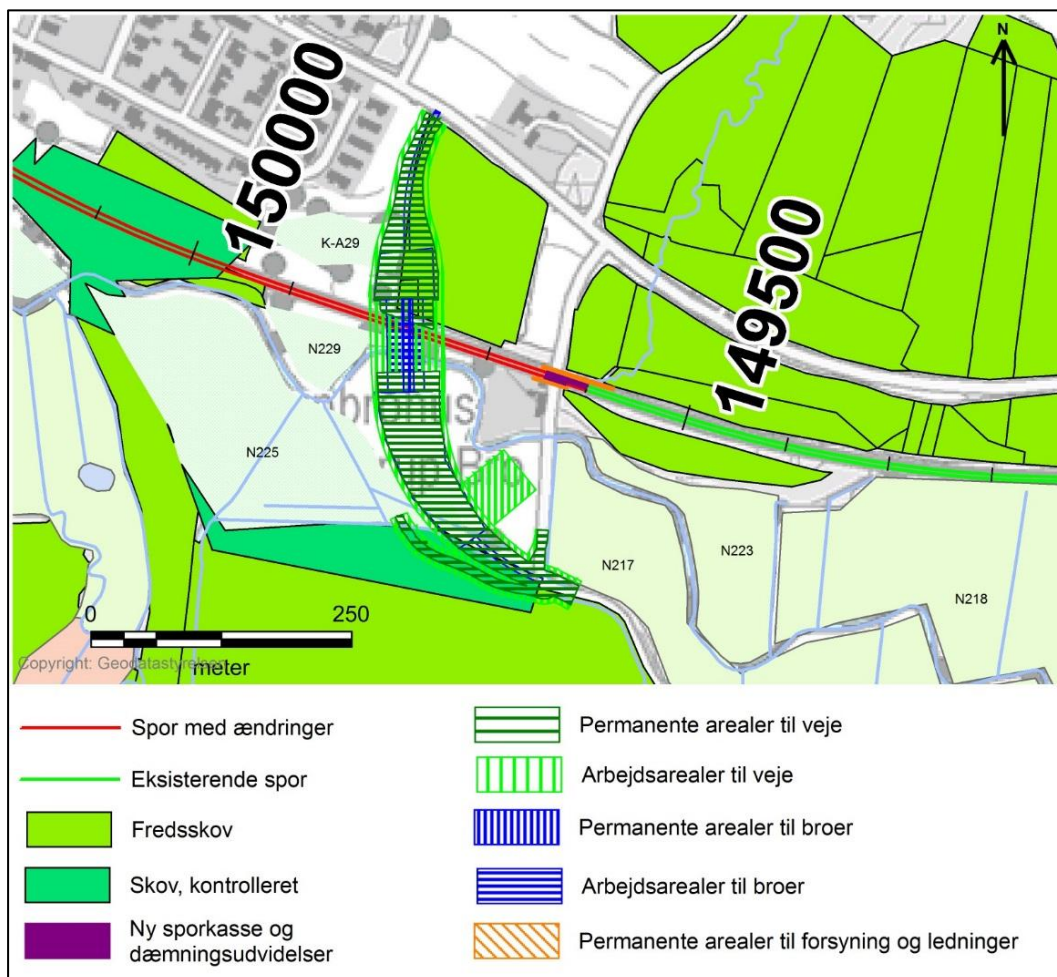 N
150000
K-A29
149500
N229
N225
N217
N223
N218
0 250
meter
Spor med ændringer
Eksisterende spor
Fredsskov
Skov, kontrolleret
Ny sporkasse og
dæmningsudvidelser
Permanente arealer til veje
Arbejdsarealer til veje
Permanente arealer til broer
Arbejdsarealer til broer
Permanente arealer til forsyning og ledninger